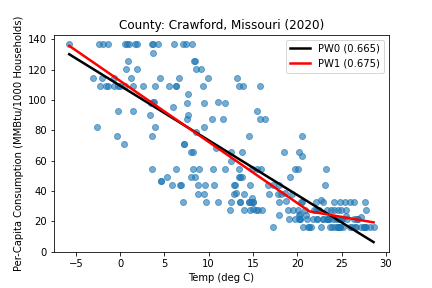 County: Crawford, Missouri (2020)
PW0 (0.665)
PW1 (0.675)
Per-Capita Consumption (MMBtu/1000 Households)
140
120
100
80
60
40
20
0
−5 0 5 10 15 20 25 30
Temp (deg C)